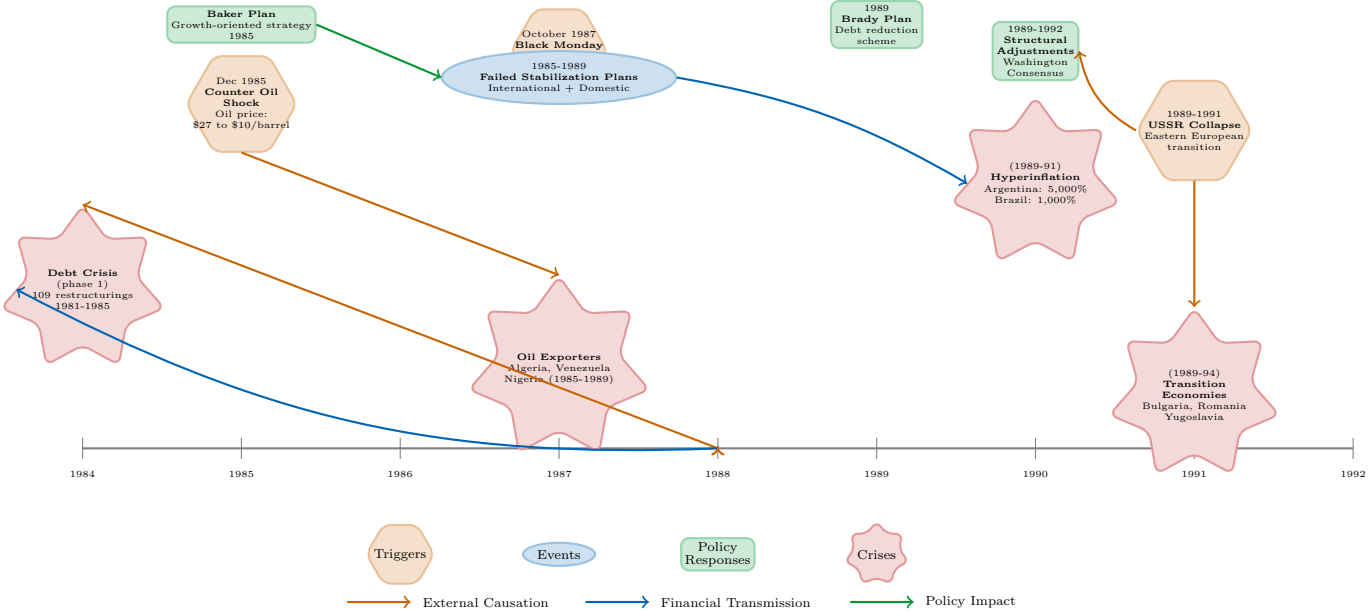 Baker Plan
Growth-oriented strategy
1985
Dec 1985
Counter Oil
Shock
Oil price:
$27 to $10/barrel
October 1987
Black Monday
1985-1989
Failed Stabilization Plans
International + Domestic
1989
Brady Plan
Debt reduction
scheme
1989-1992
Structural
Adjustments
Washington
Consensus
1989-1991
USSR Collapse
Eastern European
transition
(1989-91)
Hyperinflation
Argentina: 5,000%
Brazil: 1,000%
Debt Crisis
(phase 1)
109 restructurings
1981-1985
Oil Exporters
Algeria, Venezuela
Nigeria (1985-1989)
(1989-94)
Transition
Economies
Bulgaria, Romania
Yugoslavia
1984 1985 1986 1987 1988 1989 1990 1991 1992
Triggers
Events
Policy
Responses
Crises
External Causation
Financial Transmission
Policy Impact